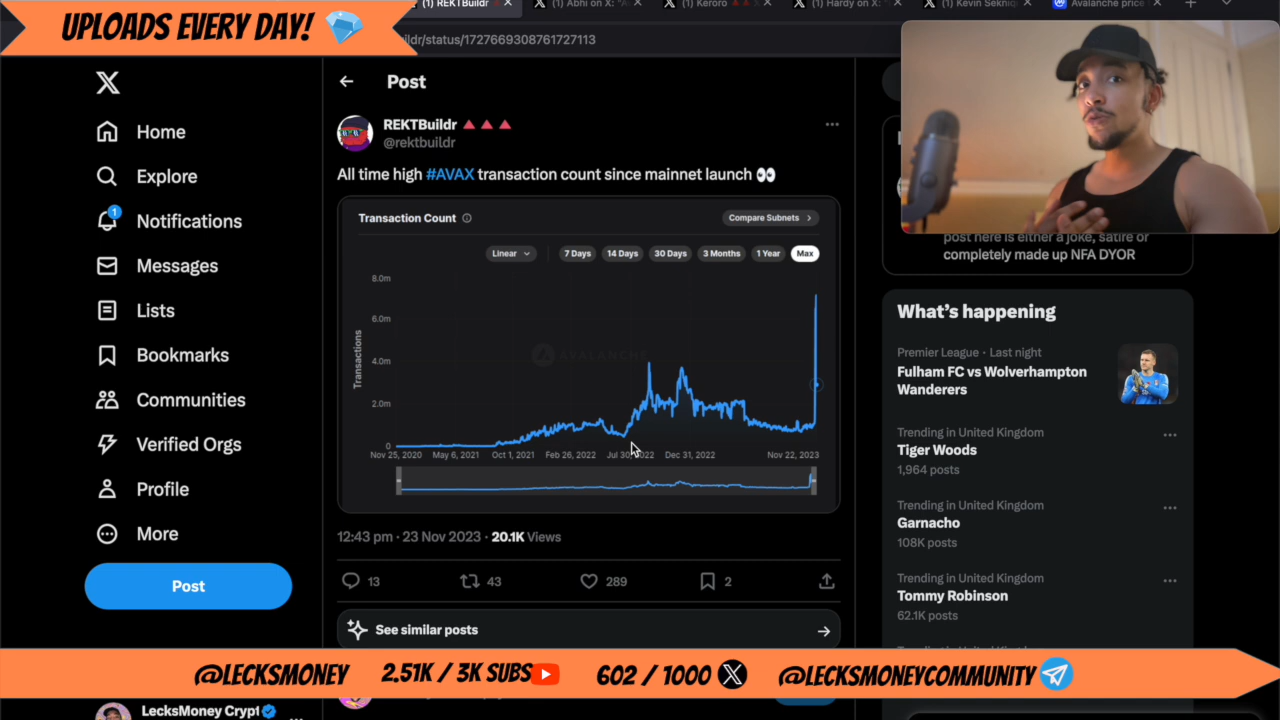 UPLOADS EVERY DAY!
(1) REKTBuildr
(1) Abhi on X: "A
(1) Keroro
(1) Hardy on X: "
(1) Kevin Sekniq
Avalanche price
ildr/status/1727669308761727113
Post
REKTBuildr
@rektbuildr
All time high #AVAX transaction count since mainnet launch
Transaction Count
Compare Subnets
Linear
7 Days
14 Days
30 Days
3 Months
1 Year
Max
8.0m
6.0m
4.0m
2.0m
0
Transactions
AVALANCHE
Nov 25, 2020
May 6, 2021
Oct 1, 2021
Feb 26, 2022
Jul 30, 2022
Dec 31, 2022
Nov 22, 2023
12:43 pm · 23 Nov 2023 · 20.1K Views
13
43
289
2
See similar posts
Home
Explore
1
Notifications
Messages
Lists
Bookmarks
Communities
Verified Orgs
Profile
More
Post
LecksMoney Crypt
post here is either a joke, satire or
completely made up NFA DYOR
What's happening
Premier League · Last night
Fulham FC vs Wolverhampton
Wanderers
Trending in United Kingdom
Tiger Woods
1,964 posts
Trending in United Kingdom
Garnacho
108K posts
Trending in United Kingdom
Tommy Robinson
62.1K posts
@LECKSMONEY
2.51K / 3K SUBS
602 / 1000
@LECKSMONEYCOMMUNITY